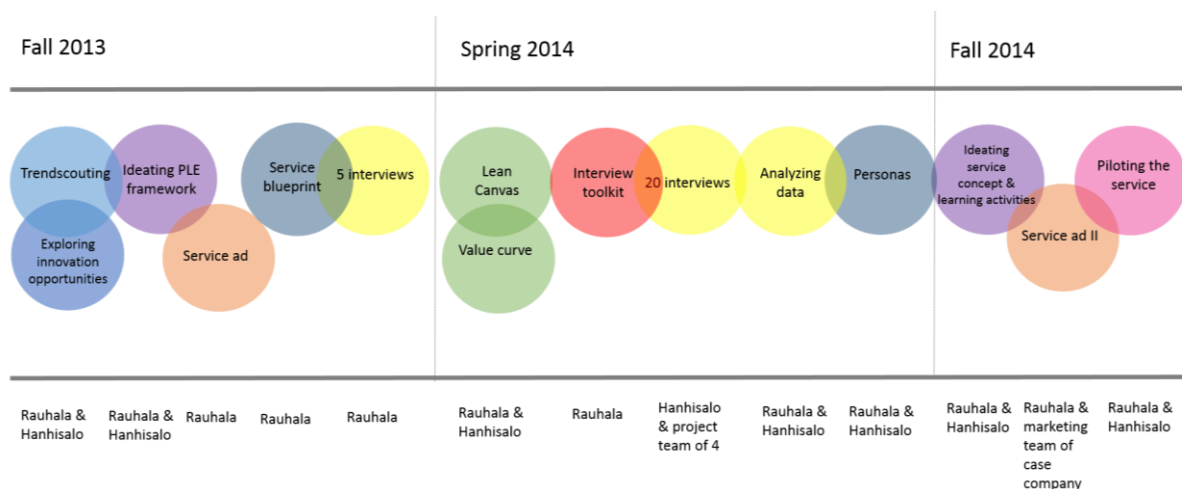 Fall 2013
Spring 2014
Fall 2014
Trendscouting
Exploring
innovation
opportunities
Ideating PLE
framework
Service ad
Service
blueprint
5 interviews
Lean
Canvas
Value curve
Interview
toolkit
20 interviews
Analyzing
data
Personas
Ideating
service
concept &
learning activities
Service ad II
Piloting the
service
Rauhala &
Hanhisalo
Rauhala &
Hanhisalo
Rauhala
Rauhala
Rauhala
Rauhala &
Hanhisalo
Rauhala
Hanhisalo
& project
team of 4
Rauhala &
Hanhisalo
Rauhala &
Hanhisalo
Rauhala &
Hanhisalo
Rauhala &
marketing
team of
case
company
Rauhala &
Hanhisalo